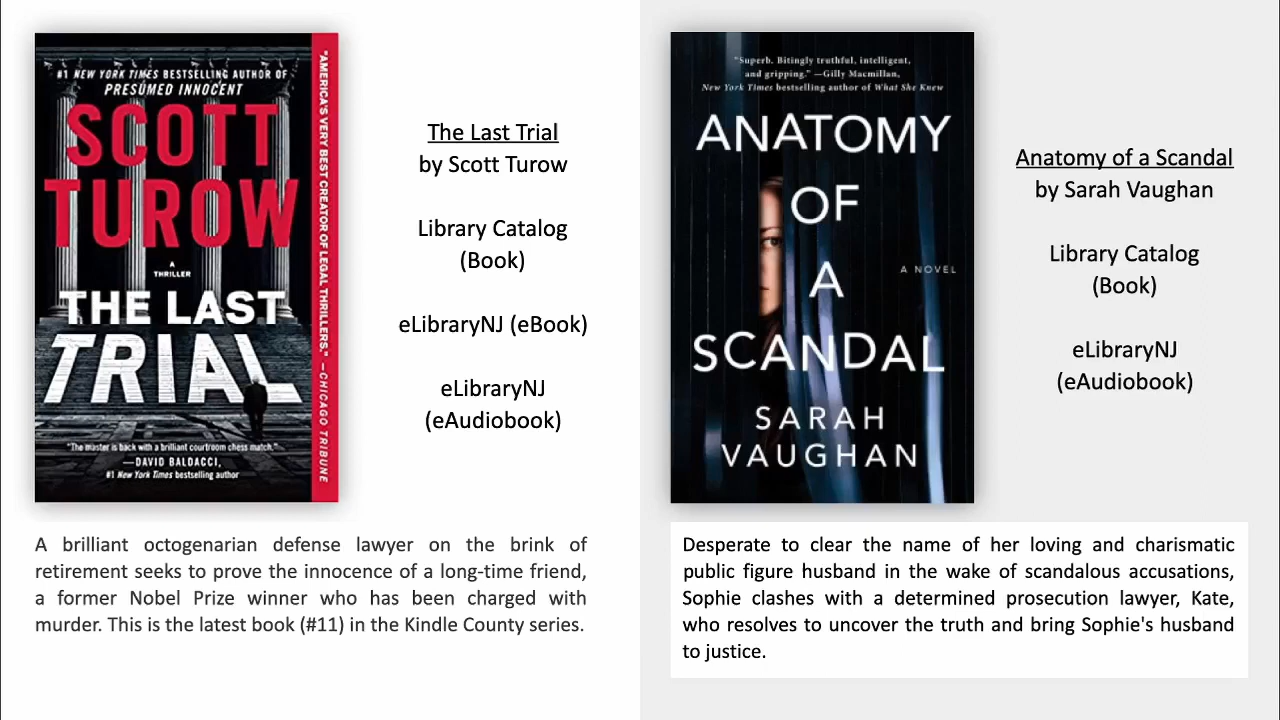 #1 NEW YORK TIMES BESTSELLING AUTHOR OF
PRESUMED INNOCENT
SCOTT
TUROW
A
THRILLER
THE LAST
TRIAL
"The master is back with a brilliant courtroom chess match."
—DAVID BALDACCI,
#1 New York Times bestselling author
"AMERICA'S VERY BEST CREATOR OF LEGAL THRILLERS." —CHICAGO TRIBUNE
The Last Trial
by Scott Turow
Library Catalog
(Book)
eLibraryNJ (eBook)
eLibraryNJ
(eAudiobook)
A brilliant octogenarian defense lawyer on the brink of
retirement seeks to prove the innocence of a long-time friend,
a former Nobel Prize winner who has been charged with
murder. This is the latest book (#11) in the Kindle County series.
"Superb. Bitingly truthful, intelligent,
and gripping." —Gilly Macmillan,
New York Times bestselling author of What She Knew
ANATOMY
OF
A
A NOVEL
SCANDAL
SARAH
VAUGHAN
Anatomy of a Scandal
by Sarah Vaughan
Library Catalog
(Book)
eLibraryNJ
(eAudiobook)
Desperate to clear the name of her loving and charismatic
public figure husband in the wake of scandalous accusations,
Sophie clashes with a determined prosecution lawyer, Kate,
who resolves to uncover the truth and bring Sophie's husband
to justice.